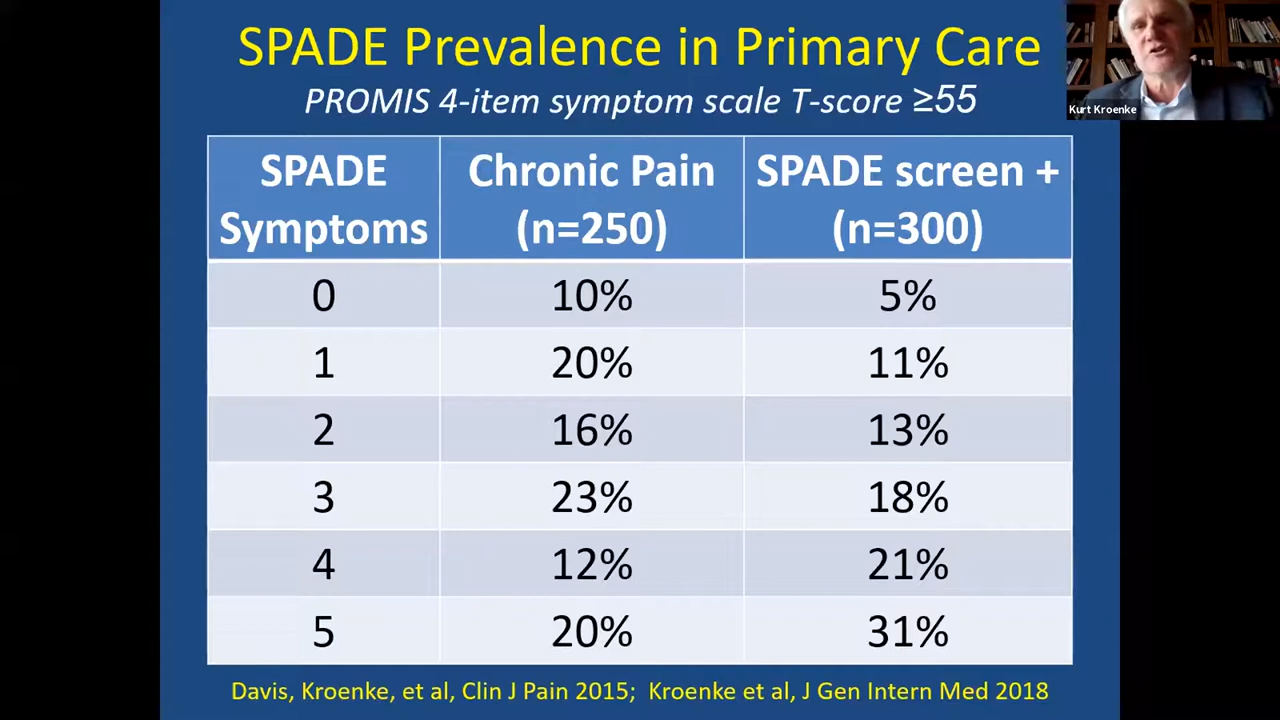 SPADE Prevalence in Primary Care
PROMIS 4-item symptom scale T-score ≥55
Kurt Kroenke
SPADE Symptoms
Chronic Pain (n=250)
SPADE screen + (n=300)
0 10% 5%
1 20% 11%
2 16% 13%
3 23% 18%
4 12% 21%
5 20% 31%
Davis, Kroenke, et al, Clin J Pain 2015; Kroenke et al, J Gen Intern Med 2018